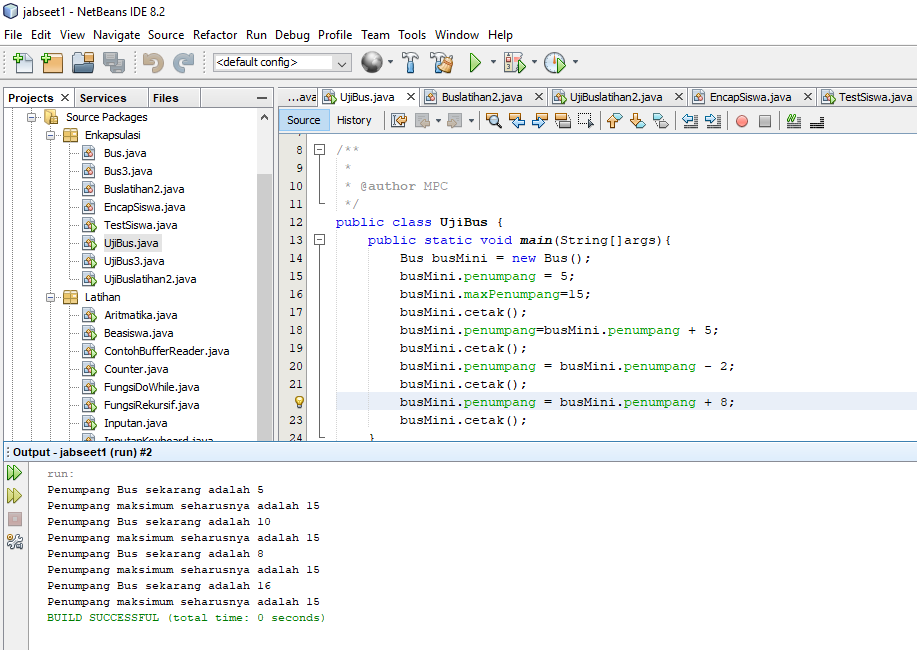 jabseet1 - NetBeans IDE 8.2
File Edit View Navigate Source Refactor Run Debug Profile Team Tools Window Help
<default config>
Projects Services Files
...ava UjiBus.java Buslatihan2.java UjiBuslatihan2.java EncapSiswa.java TestSiswa.java
Source History
Source Packages
Enkapsulasi
Bus.java
Bus3.java
Buslatihan2.java
EncapSiswa.java
TestSiswa.java
UjiBus.java
UjiBus3.java
UjiBuslatihan2.java
Latihan
Aritmatika.java
Beasiswa.java
ContohBufferReader.java
Counter.java
FungsiDoWhile.java
FungsiRekursif.java
Inputan.java
InputanKeyboard.java
8 /**
9 *
10 * @author MPC
11 */
12 public class UjiBus {
13 public static void main(String[]args){
14 Bus busMini = new Bus();
15 busMini.penumpang = 5;
16 busMini.maxPenumpang=15;
17 busMini.cetak();
18 busMini.penumpang=busMini.penumpang + 5;
19 busMini.cetak();
20 busMini.penumpang = busMini.penumpang - 2;
21 busMini.cetak();
busMini.penumpang = busMini.penumpang + 8;
23 busMini.cetak();
24 }
Output - jabseet1 (run) #2
run:
Penumpang Bus sekarang adalah 5
Penumpang maksimum seharusnya adalah 15
Penumpang Bus sekarang adalah 10
Penumpang maksimum seharusnya adalah 15
Penumpang Bus sekarang adalah 8
Penumpang maksimum seharusnya adalah 15
Penumpang Bus sekarang adalah 16
Penumpang maksimum seharusnya adalah 15
BUILD SUCCESSFUL (total time: 0 seconds)